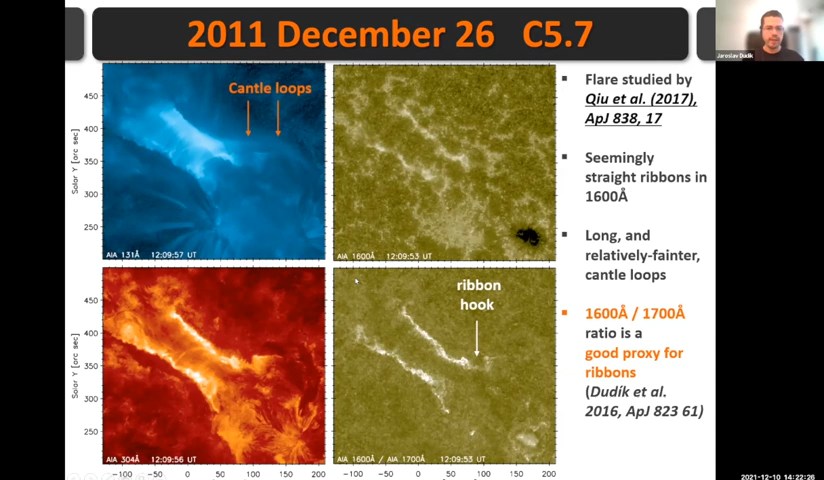 2011 December 26 C5.7
Jaroslav Dudik
Cantle loops
450
400
350
300
250
Solar Y [arc sec]
AIA 131Å 12:09:57 UT
AIA 1600Å 12:09:53 UT
ribbon
hook
450
400
350
300
250
Solar Y [arc sec]
AIA 304Å 12:09:56 UT
AIA 1600Å / AIA 1700Å 12:09:53 UT
-100 -50 0 50 100 150 200
-100 -50 0 50 100 150 200
Flare studied by
Qiu et al. (2017),
ApJ 838, 17
Seemingly
straight ribbons in
1600Å
Long, and
relatively-fainter,
cantle loops
1600Å / 1700Å
ratio is a
good proxy for
ribbons
(Dudík et al.
2016, ApJ 823 61)
2021-12-10 14:22:26